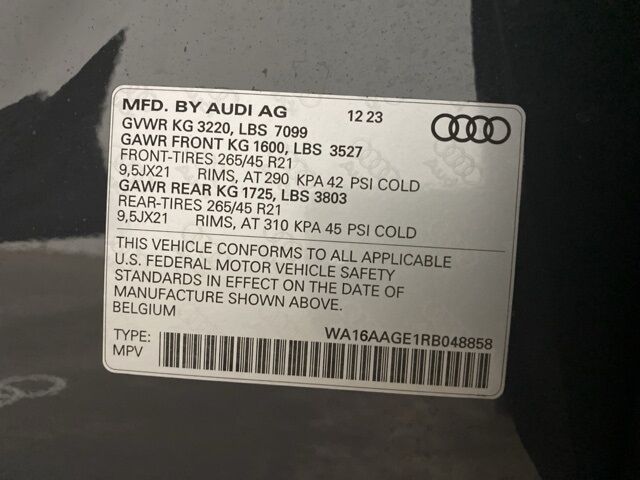 MFD. BY AUDI AG 12 23
GVWR KG 3220, LBS 7099
GAWR FRONT KG 1600, LBS 3527
FRONT-TIRES 265/45 R21
9,5JX21 RIMS, AT 290 KPA 42 PSI COLD
GAWR REAR KG 1725, LBS 3803
REAR-TIRES 265/45 R21
9,5JX21 RIMS, AT 310 KPA 45 PSI COLD
THIS VEHICLE CONFORMS TO ALL APPLICABLE
U.S. FEDERAL MOTOR VEHICLE SAFETY
STANDARDS IN EFFECT ON THE DATE OF
MANUFACTURE SHOWN ABOVE.
BELGIUM
WA16AAGE1RB048858
TYPE:
MPV